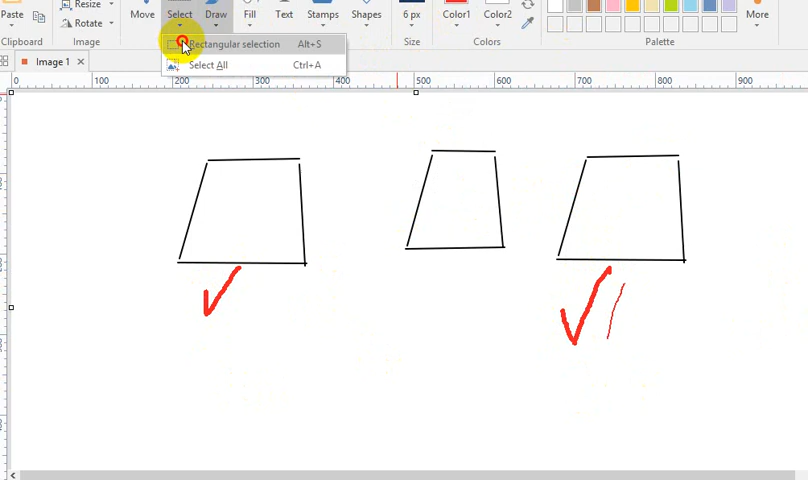 Paste Resize Rotate Move Select Draw Fill Text Stamps Shapes 6 px Color1 Color2 More
Clipboard Image Size Colors Palette
Rectangular selection Alt+S
Select All Ctrl+A
Image 1
0 100 200 300 400 500 600 700 800 900